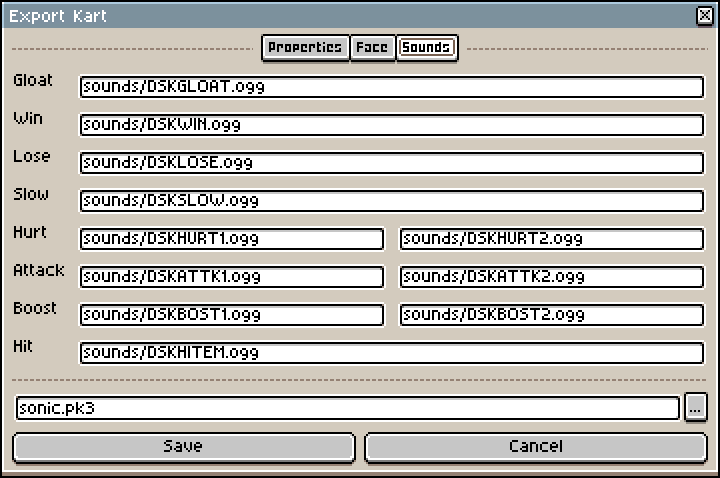 Export Kart
Properties Face Sounds
Gloat sounds/DSKGLOAT.ogg
Win sounds/DSKWIN.ogg
Lose sounds/DSKLOSE.ogg
Slow sounds/DSKSLOW.ogg
Hurt sounds/DSKHURT1.ogg sounds/DSKHURT2.ogg
Attack sounds/DSKATTK1.ogg sounds/DSKATTK2.ogg
Boost sounds/DSKBOST1.ogg sounds/DSKBOST2.ogg
Hit sounds/DSKHITEM.ogg
sonic.pk3 ...
Save Cancel